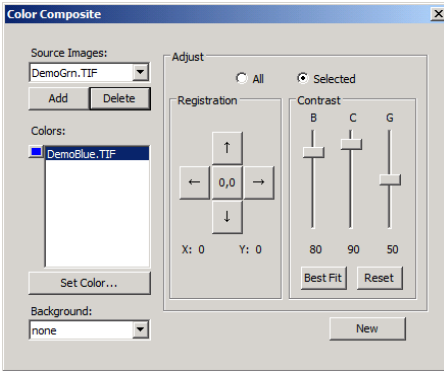 Color Composite
Source Images:
DemoGrn.TIF
Add Delete
Colors:
DemoBlue.TIF
Set Color...
Background:
none
Adjust
All Selected
Registration
↑
← 0,0 →
↓
X: 0 Y: 0
Contrast
B C G
80 90 50
Best Fit Reset
New